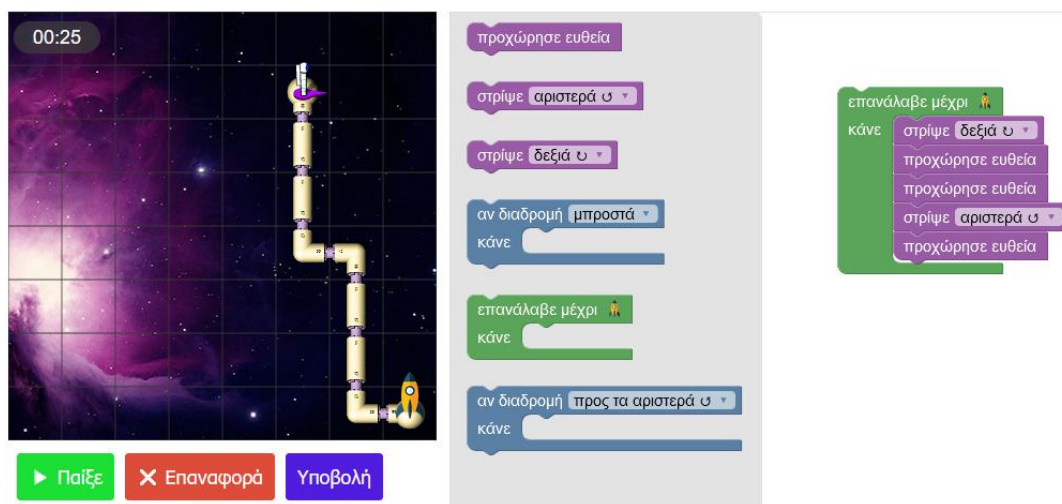 00:25
Παίξε
Επαναφορά
Υποβολή
προχώρησε ευθεία
στρίψε αριστερά ↺
στρίψε δεξιά ↻
αν διαδρομή μπροστά
κάνε
επανάλαβε μέχρι
κάνε
αν διαδρομή προς τα αριστερά ↺
κάνε
επανάλαβε μέχρι
κάνε στρίψε δεξιά ↻
προχώρησε ευθεία
προχώρησε ευθεία
στρίψε αριστερά ↺
προχώρησε ευθεία